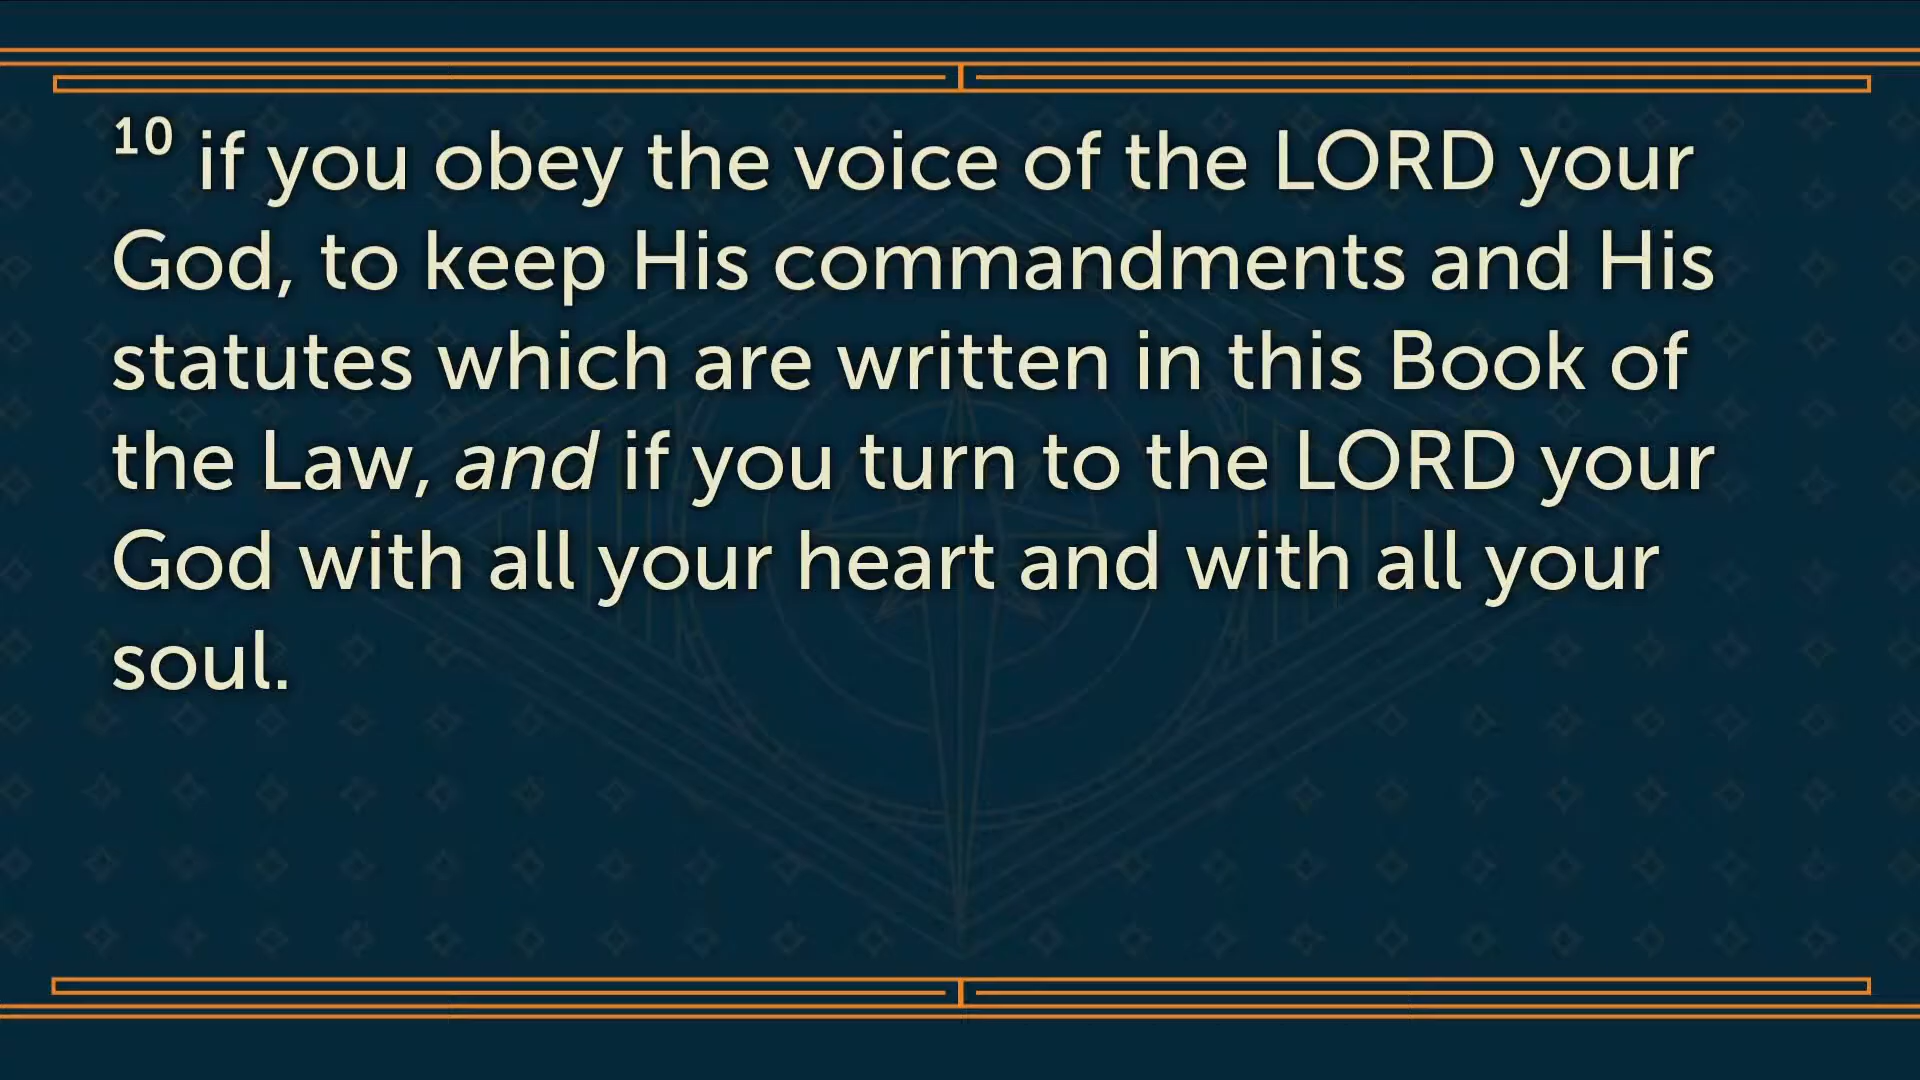 10 if you obey the voice of the LORD your
God, to keep His commandments and His
statutes which are written in this Book of
the Law, and if you turn to the LORD your
God with all your heart and with all your
soul.